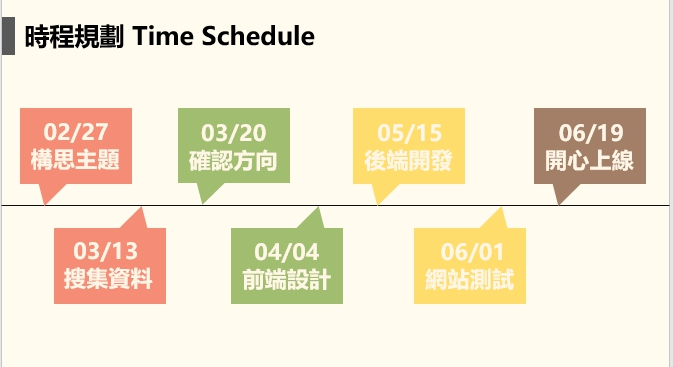 時程規劃 Time Schedule
02/27
構思主題
03/13
搜集資料
03/20
確認方向
04/04
前端設計
05/15
後端開發
06/01
網站測試
06/19
開心上線